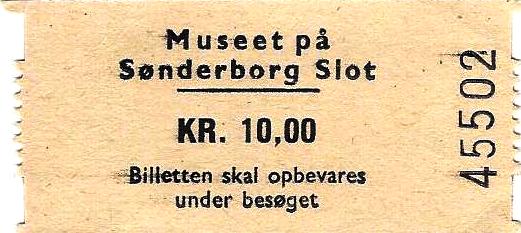 Museet på
Sønderborg Slot
KR. 10,00
Billetten skal opbevares
under besøget
45502